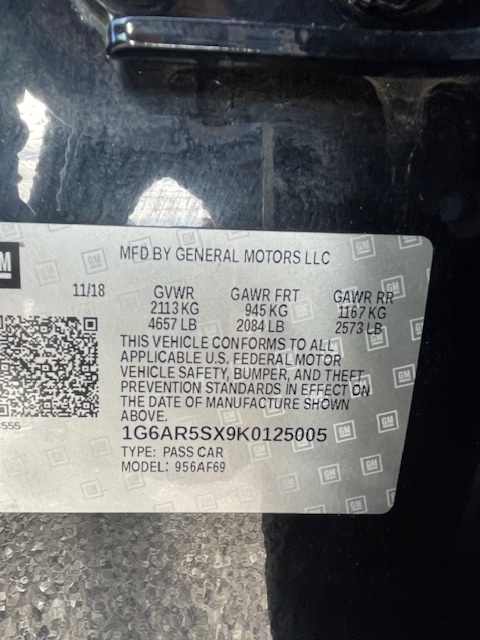 GM
MFD BY GENERAL MOTORS LLC
11/18 GVWR GAWR FRT GAWR RR
2113 KG 945 KG 1167 KG
4657 LB 2084 LB 2573 LB
THIS VEHICLE CONFORMS TO ALL
APPLICABLE U.S. FEDERAL MOTOR
VEHICLE SAFETY, BUMPER, AND THEFT
PREVENTION STANDARDS IN EFFECT ON
THE DATE OF MANUFACTURE SHOWN
ABOVE.
1G6AR5SX9K0125005
TYPE: PASS CAR
MODEL: 956AF69